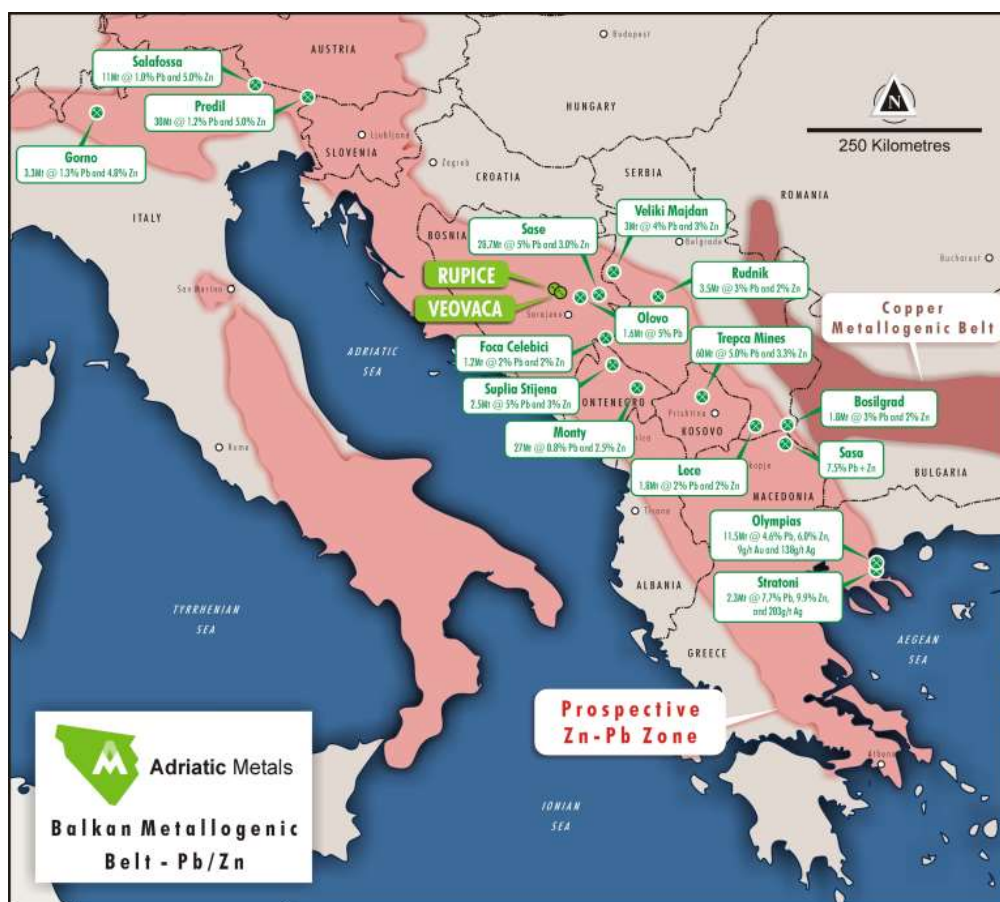 AUSTRIA
Budapest
Salafossa
11Mt @ 1.0% Pb and 5.0% Zn
Predil
30Mt @ 1.2% Pb and 5.0% Zn
HUNGARY
N
250 Kilometres
Gorno
3.3Mt @ 1.3% Pb and 4.8% Zn
Ljubljana
SLOVENIA
Zagreb
CROATIA
SERBIA
ROMANIA
ITALY
BOSNIA
Veliki Majdan
3Mt @ 4% Pb and 3% Zn
Sase
28.7Mt @ 5% Pb and 3.0% Zn
Belgrade
Bucharest
RUPICE
VEOVACA
Rudnik
3.5Mt @ 3% Pb and 2% Zn
San Marino
Sarajevo
Olovo
1.6Mt @ 5% Pb
Copper
Metallogenic Belt
ADRIATIC
SEA
Foca Celebici
1.2Mt @ 2% Pb and 2% Zn
Trepca Mines
60Mt @ 5.0% Pb and 3.3% Zn
Suplia Stijena
2.5Mt @ 5% Pb and 3% Zn
ONTENEGRO
Prishtina
KOSOVO
Bosilgrad
1.0Mt @ 3% Pb and 2% Zn
Monty
27Mt @ 0.8% Pb and 2.5% Zn
Roma
Lece
1.8Mt @ 2% Pb and 2% Zn
kopje
Sasa
7.5% Pb + Zn
BULGARIA
MACEDONIA
Tirana
Olympias
11.5Mt @ 4.6% Pb, 6.0% Zn,
9g/t Au and 138g/t Ag
ALBANIA
Stratoni
2.3Mt @ 7.7% Pb, 9.9% Zn,
and 203g/t Ag
TYRRHENIAN
SEA
AEGEAN
SEA
GREECE
Prospective
Zn-Pb Zone
Athens
Adriatic Metals
Balkan Metallogenic
Belt - Pb/Zn
IONIAN
SEA